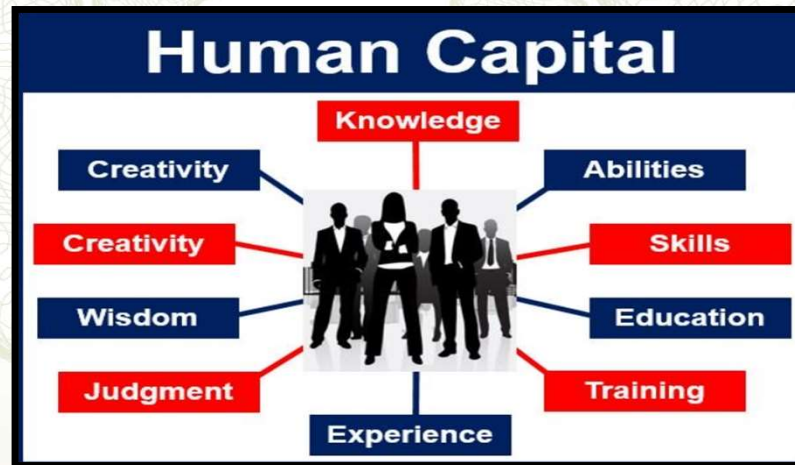 Human Capital
Knowledge
Creativity
Abilities
Creativity
Skills
Wisdom
Education
Judgment
Training
Experience